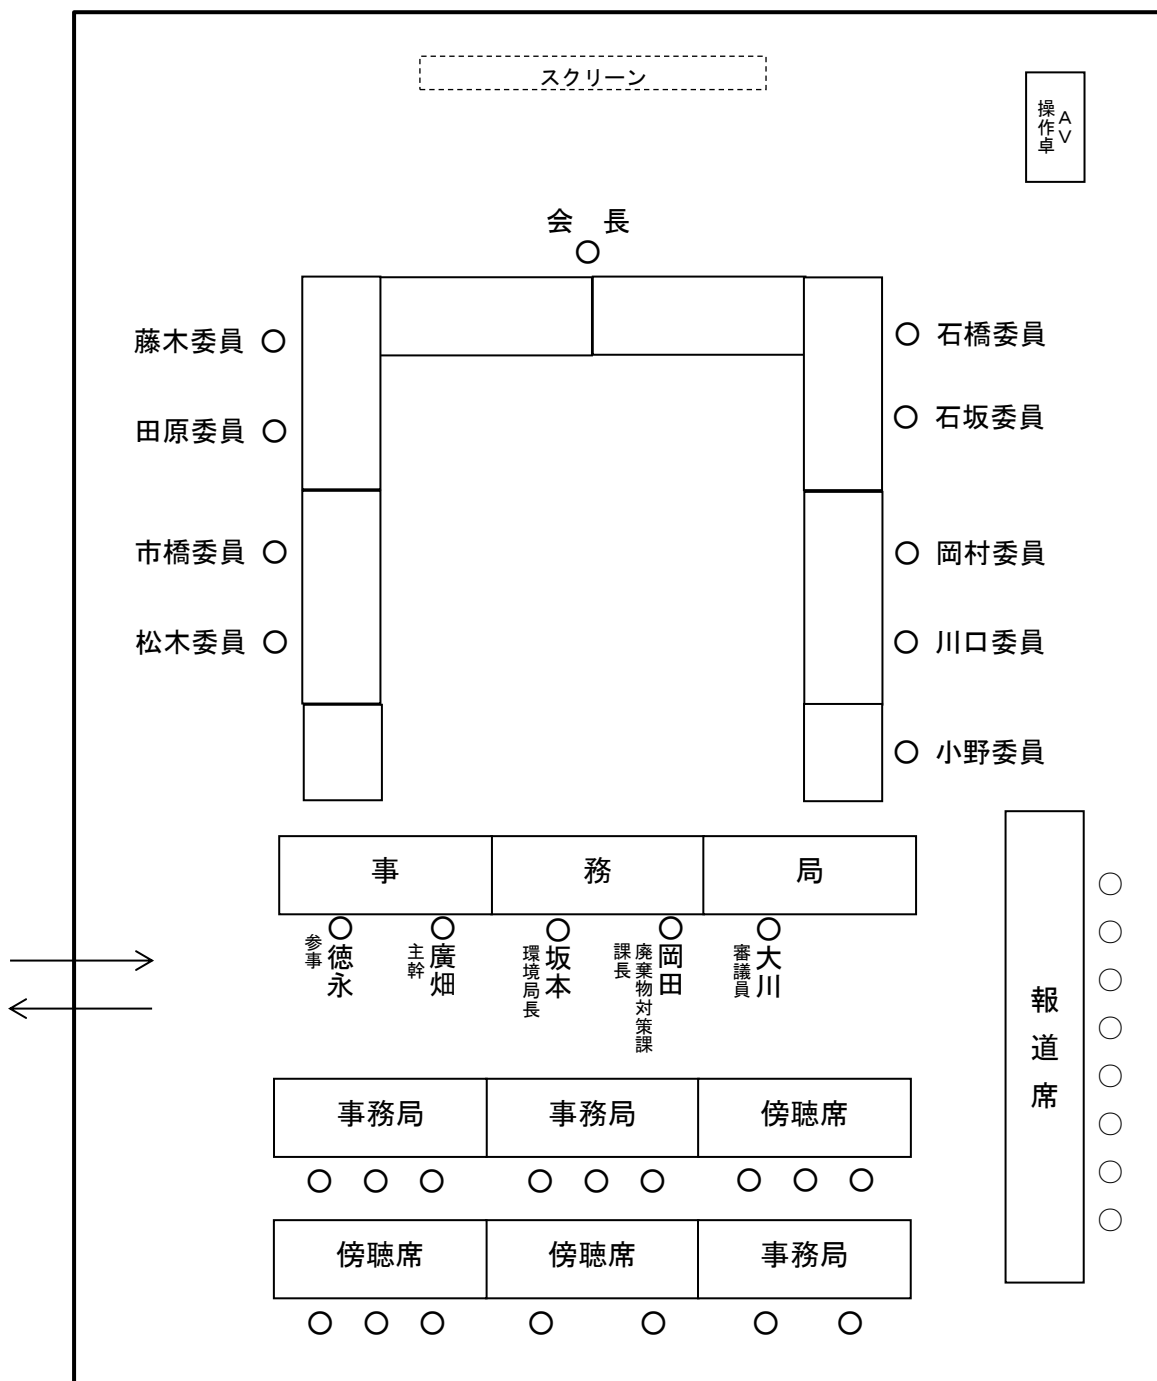 スクリーン
AV
操作卓
会　長
藤木委員
石橋委員
田原委員
石坂委員
市橋委員
岡村委員
松木委員
川口委員
小野委員
事　務　局
参事
徳永
主幹
廣畑
環境局長
坂本
廃棄物対策課
課長
岡田
審議員
大川
報道席
事務局
事務局
傍聴席
傍聴席
傍聴席
事務局